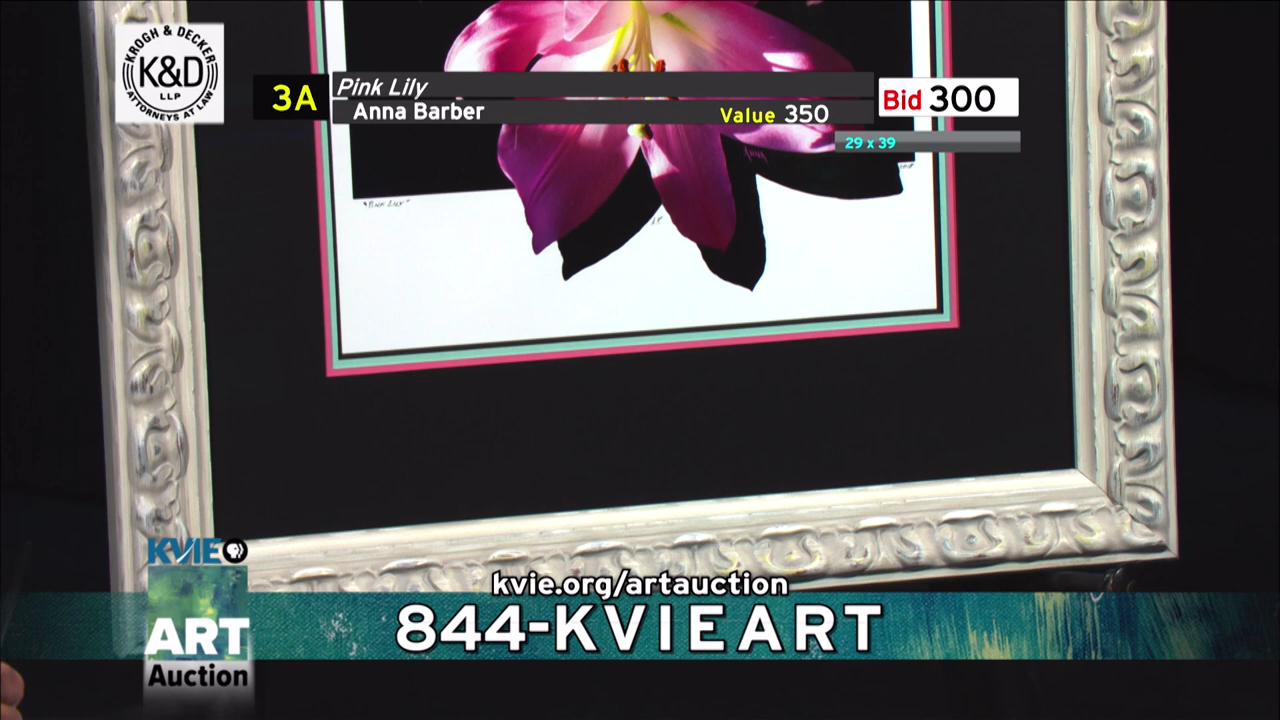 KROGH & DECKER
K&D
LLP
ATTORNEYS AT LAW
3A
Pink Lily
Anna Barber
Value 350
Bid 300
29 x 39
"PINK LILY"
KVIE
ART
Auction
kvie.org/artauction
844-KVIEART